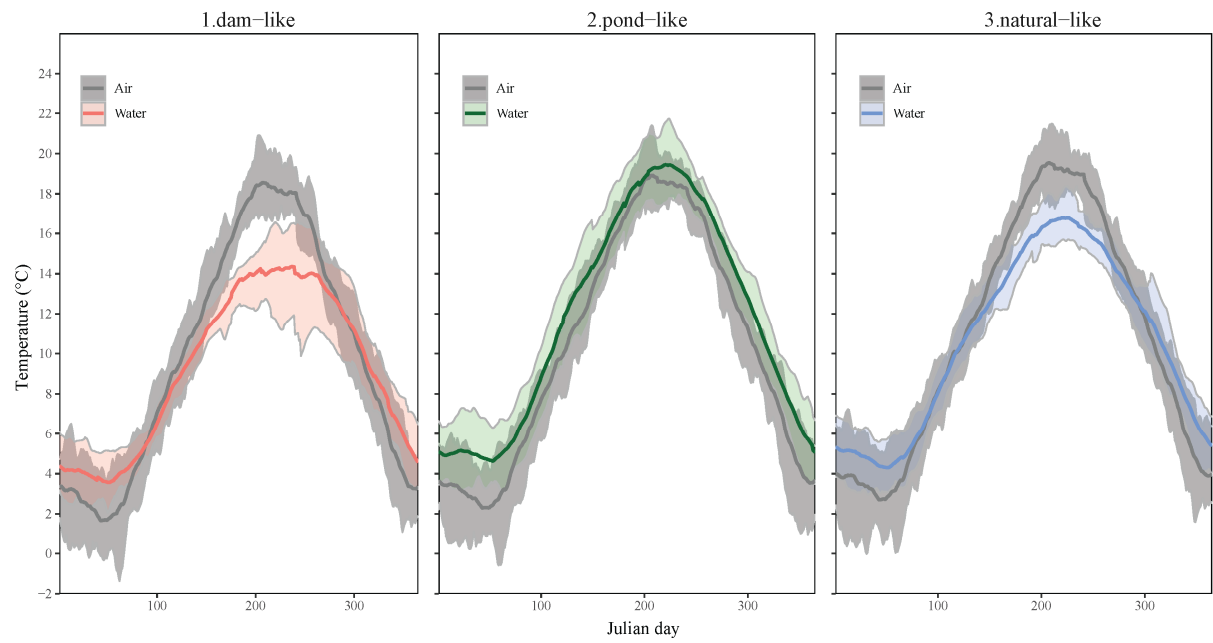 1.dam−like
2.pond−like
3.natural−like
Air
Water
Air
Water
Air
Water
Temperature (°C)
24
22
20
18
16
14
12
10
8
6
4
2
0
−2
100
200
300
100
200
300
100
200
300
Julian day